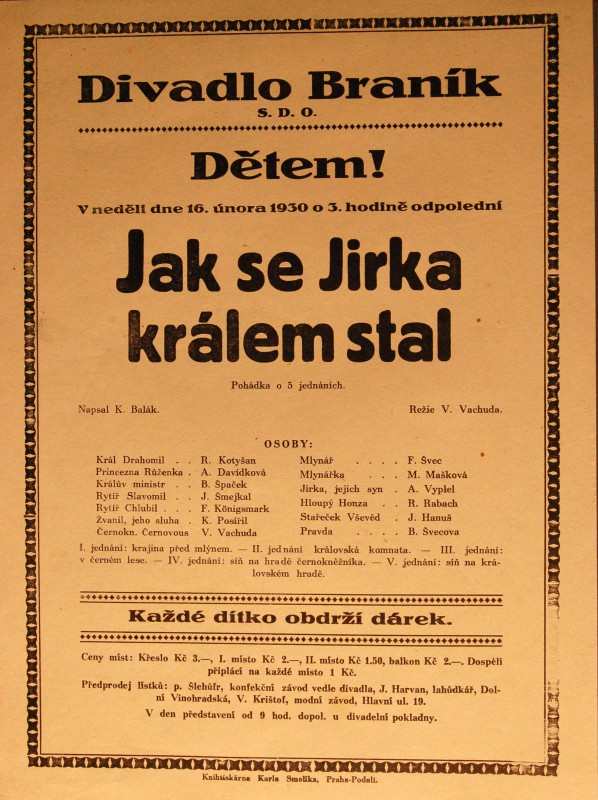 Divadlo Braník
S. D. O.
Dětem!
V neděli dne 16. února 1930 o 3. hodině odpolední
Jak se Jirka
králem stal
Pohádka o 5 jednáních.
Napsal K. Balák. Režie V. Vachuda.
OSOBY:
Král Drahomil . . R. Kotyšan
Princezna Růženka . A. Davídková
Králův ministr . . B. Špaček
Rytíř Slavomil . . J. Smejkal
Rytíř Chlubil . . . F. Königsmark
Žvanil, jeho sluha . K. Posířil
Černokn. Černovous V. Vachuda
Mlynář . . . . F. Švec
Mlynářka . . . . M. Mašková
Jirka, jejich syn . A. Vyplel
Hloupý Honza . . R. Rabach
Stařeček Vševěd . J. Hanuš
Pravda . . . . B. Švecova
I. jednání: krajina před mlýnem. — II. jednání královská komnata. — III. jednání:
v černém lese. — IV. jednání: síň na hradě černokněžníka. — V. jednání: síň na krá-
lovském hradě.
Každé dítko obdrží dárek.
Ceny míst: Křeslo Kč 3.—, I. místo Kč 2.—, II. místo Kč 1.50, balkon Kč 2.—. Dospělí
připlácí na každé místo 1 Kč.
Předprodej lístků: p. Šlehůfr, konfekční závod vedle divadla, J. Harvan, lahůdkář, Dol-
ní Vinohradská, V. Krištof, modní závod, Hlavní ul. 19.
V den představení od 9 hod. dopol. u divadelní pokladny.
Knihtiskárna Karla Smolíka, Praha-Podolí.